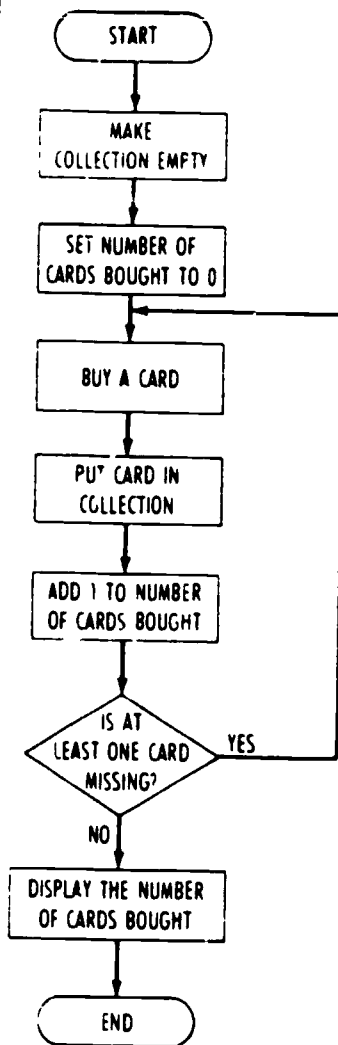 START
MAKE
COLLECTION EMPTY
SET NUMBER OF
CARDS BOUGHT TO 0
BUY A CARD
PUT CARD IN
COLLECTION
ADD 1 TO NUMBER
OF CARDS BOUGHT
IS AT
LEAST ONE CARD
MISSING?
YES
NO
DISPLAY THE NUMBER
OF CARDS BOUGHT
END